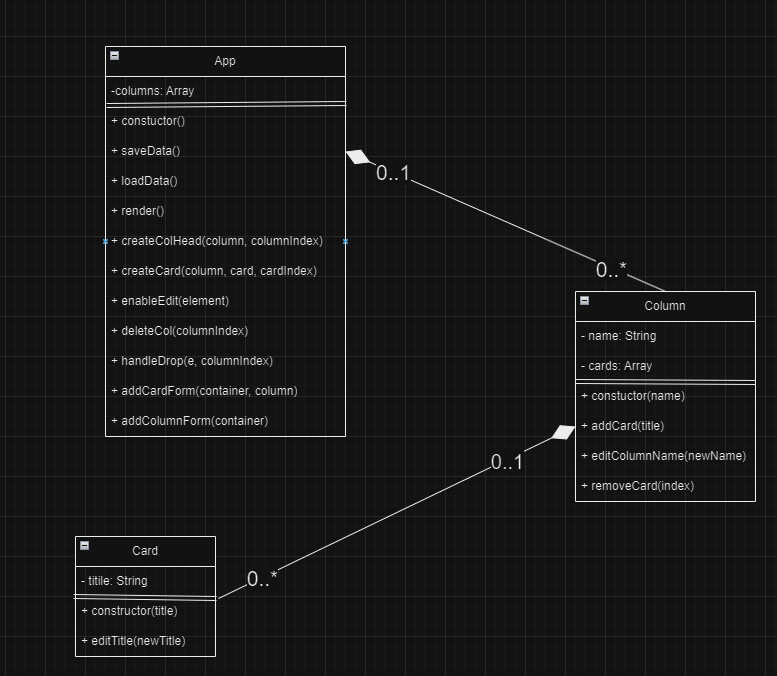 App
-columns: Array
+ constuctor()
+ saveData()
+ loadData()
+ render()
+ createColHead(column, columnIndex)
+ createCard(column, card, cardIndex)
+ enableEdit(element)
+ deleteCol(columnIndex)
+ handleDrop(e, columnIndex)
+ addCardForm(container, column)
+ addColumnForm(container)
0..1
0..*
Column
- name: String
- cards: Array
+ constuctor(name)
+ addCard(title)
+ editColumnName(newName)
+ removeCard(index)
0..1
0..*
Card
- titile: String
+ constructor(title)
+ editTitle(newTitle)